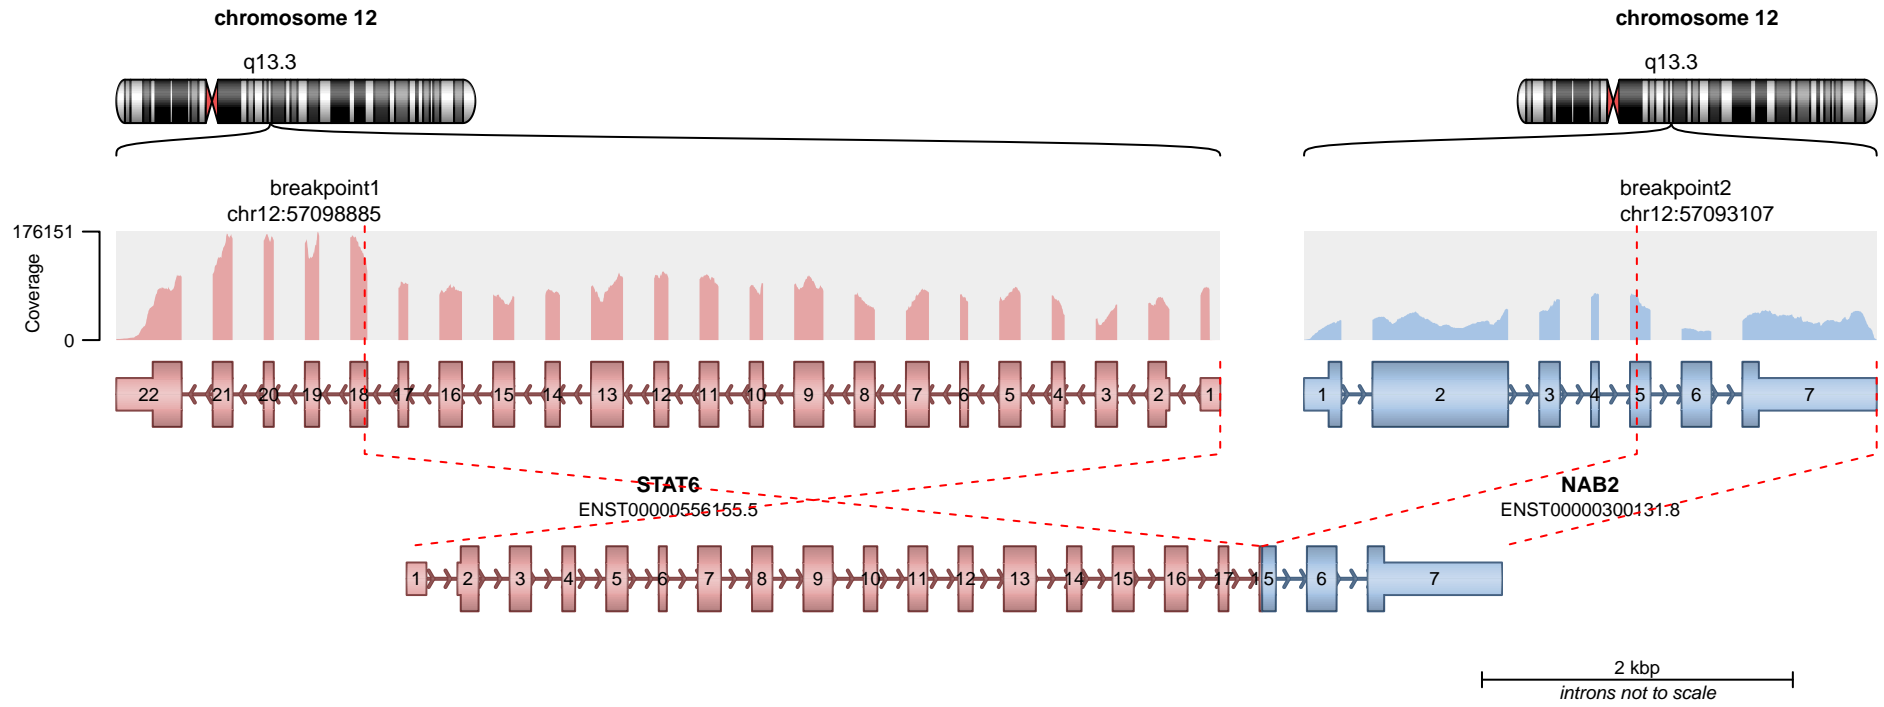 chromosome 12
chromosome 12
q13.3
q13.3
breakpoint1
chr12:57098885
breakpoint2
chr12:57093107
176151
Coverage
0
22 21 20 19 18 17 16 15 14 13 12 11 10 9 8 7 6 5 4 3 2 1
1 2 3 4 5 6 7
STAT6
ENST00000556155.5
NAB2
ENST00000300131.8
1 2 3 4 5 6 7 8 9 10 11 12 13 14 15 16 17 5 6 7
2 kbp
introns not to scale